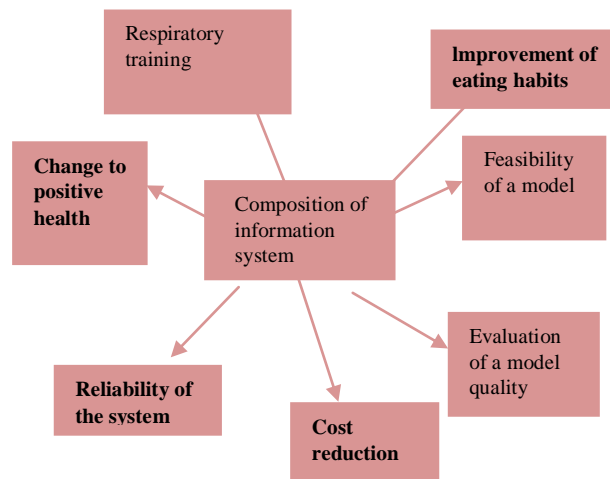 Respiratory
training
Improvement of
eating habits
Change to
positive
health
Composition of
information
system
Feasibility
of a model
Evaluation
of a model
quality
Reliability of
the system
Cost
reduction